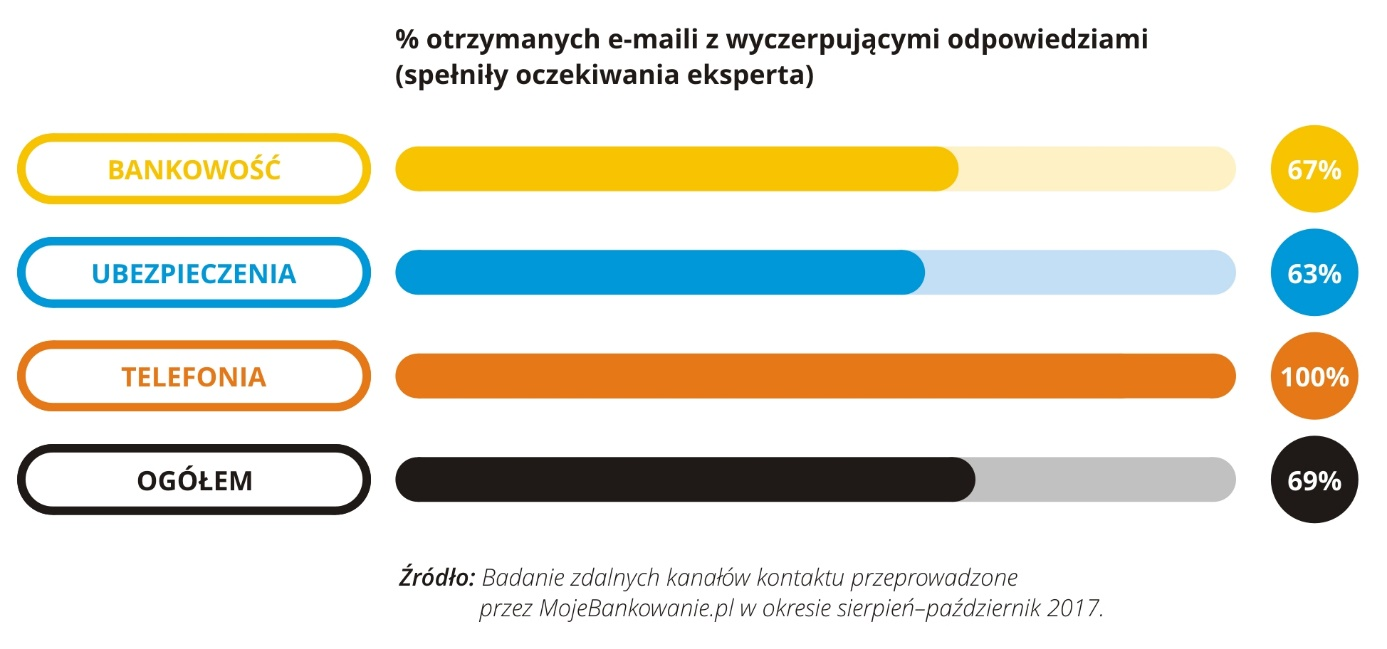 % otrzymanych e-maili z wyczerpującymi odpowiedziami
(spełniły oczekiwania eksperta)
BANKOWOŚĆ 67%
UBEZPIECZENIA 63%
TELEFONIA 100%
OGÓŁEM 69%
Źródło: Badanie zdalnych kanałów kontaktu przeprowadzone
przez MojeBankowanie.pl w okresie sierpień–październik 2017.